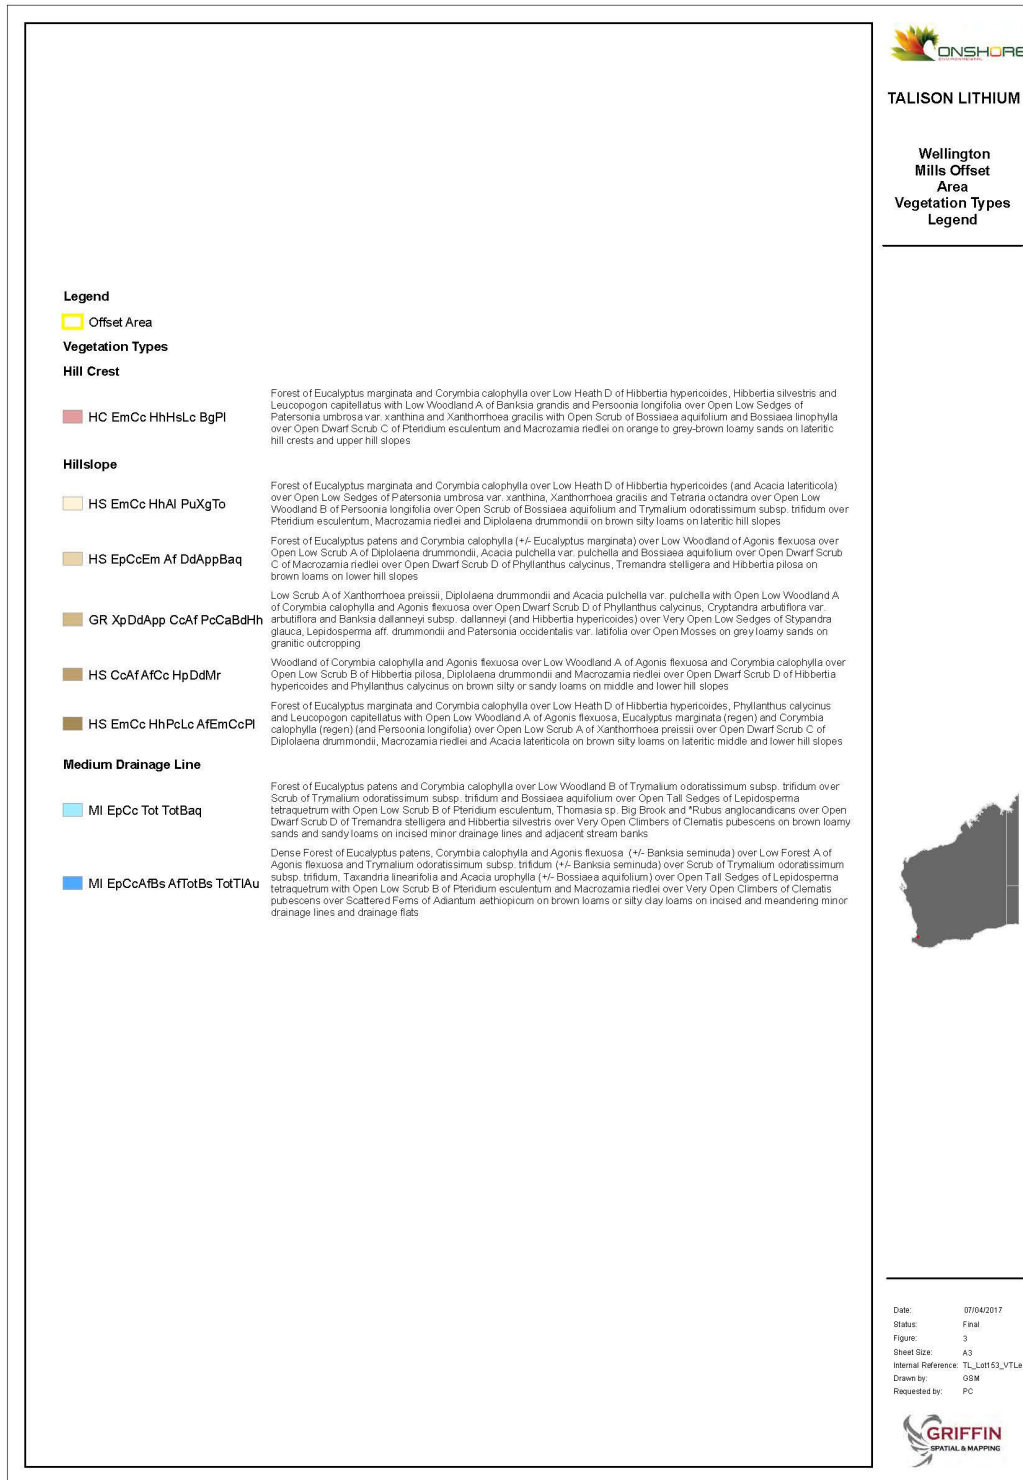 ONSHORE
ENVIRONMENTAL
TALISON LITHIUM
Wellington
Mills Offset
Area
Vegetation Types
Legend
Legend
Offset Area
Vegetation Types
Hill Crest
HC EmCc HhHsLc BgPl
Forest of Eucalyptus marginata and Corymbia calophylla over Low Heath D of Hibbertia hypericoides, Hibbertia silvestris and
Leucopogon capitellatus with Low Woodland A of Banksia grandis and Persoonia longifolia over Open Low Sedges of
Patersonia umbrosa var. xanthina and Xanthorrhoea gracilis with Open Scrub of Bossiaea aquifolium and Bossiaea linophylla
over Open Dwarf Scrub C of Pteridium esculentum and Macrozamia riedlei on orange to grey-brown loamy sands on lateritic
hill crests and upper hill slopes
Hillslope
HS EmCc HhAl PuXgTo
Forest of Eucalyptus marginata and Corymbia calophylla over Low Heath D of Hibbertia hypericoides (and Acacia lateriticola)
over Open Low Sedges of Patersonia umbrosa var. xanthina, Xanthorrhoea gracilis and Tetraria octandra over Open Low
Woodland B of Persoonia longifolia over Open Scrub of Bossiaea aquifolium and Trymalium odoratissimum subsp. trifidum over
Pteridium esculentum, Macrozamia riedlei and Diplolaena drummondii on brown silty loams on lateritic hill slopes
HS EpCcEm Af DdAppBaq
Forest of Eucalyptus patens and Corymbia calophylla (+/- Eucalyptus marginata) over Low Woodland of Agonis flexuosa over
Open Low Scrub A of Diplolaena drummondii, Acacia pulchella var. pulchella and Bossiaea aquifolium over Open Dwarf Scrub
C of Macrozamia riedlei over Open Dwarf Scrub D of Phyllanthus calycinus, Tremandra stelligera and Hibbertia pilosa on
brown loams on lower hill slopes
GR XpDdApp CcAf PcCaBdHh
Low Scrub A of Xanthorrhoea preissii, Diplolaena drummondii and Acacia pulchella var. pulchella with Open Low Woodland A
of Corymbia calophylla and Agonis flexuosa over Open Dwarf Scrub D of Phyllanthus calycinus, Cryptandra arbutiflora var.
arbutiflora and Banksia dallanneyi subsp. dallanneyi (and Hibbertia hypericoides) over Very Open Low Sedges of Stypandra
glauca, Lepidosperma aff. drummondii and Patersonia occidentalis var. latifolia over Open Mosses on grey loamy sands on
granitic outcropping
HS CcAf AfCc HpDdMr
Woodland of Corymbia calophylla and Agonis flexuosa over Low Woodland A of Agonis flexuosa and Corymbia calophylla over
Open Low Scrub B of Hibbertia pilosa, Diplolaena drummondii and Macrozamia riedlei over Open Dwarf Scrub D of Hibbertia
hypericoides and Phyllanthus calycinus on brown silty or sandy loams on middle and lower hill slopes
HS EmCc HhPcLc AfEmCcPl
Forest of Eucalyptus marginata and Corymbia calophylla over Low Heath D of Hibbertia hypericoides, Phyllanthus calycinus
and Leucopogon capitellatus with Open Low Woodland A of Agonis flexuosa, Eucalyptus marginata (regen) and Corymbia
calophylla (regen) (and Persoonia longifolia) over Open Low Scrub A of Xanthorrhoea preissii over Open Dwarf Scrub C of
Diplolaena drummondii, Macrozamia riedlei and Acacia lateriticola on brown silty loams on lateritic middle and lower hill slopes
Medium Drainage Line
MI EpCc Tot TotBaq
Forest of Eucalyptus patens and Corymbia calophylla over Low Woodland B of Trymalium odoratissimum subsp. trifidum over
Scrub of Trymalium odoratissimum subsp. trifidum and Bossiaea aquifolium over Open Tall Sedges of Lepidosperma
tetraquetrum with Open Low Scrub B of Pteridium esculentum, Thomasia sp. Big Brook and *Rubus anglocandicans over Open
Dwarf Scrub D of Tremandra stelligera and Hibbertia silvestris over Very Open Climbers of Clematis pubescens on brown loamy
sands and sandy loams on incised minor drainage lines and adjacent stream banks
MI EpCcAfBs AfTotBs TotTlAu
Dense Forest of Eucalyptus patens, Corymbia calophylla and Agonis flexuosa (+/- Banksia seminuda) over Low Forest A of
Agonis flexuosa and Trymalium odoratissimum subsp. trifidum (+/- Banksia seminuda) over Scrub of Trymalium odoratissimum
subsp. trifidum, Taxandria linearifolia and Acacia urophylla (+/- Bossiaea aquifolium) over Open Tall Sedges of Lepidosperma
tetraquetrum with Open Low Scrub B of Pteridium esculentum and Macrozamia riedlei over Very Open Climbers of Clematis
pubescens over Scattered Ferns of Adiantum aethiopicum on brown loams or silty clay loams on incised and meandering minor
drainage lines and drainage flats
Date: 07/04/2017
Status: Final
Figure: 3
Sheet Size: A3
Internal Reference: TL_Lot153_VTLe
Drawn by: GSM
Requested by: PC
GRIFFIN
SPATIAL & MAPPING